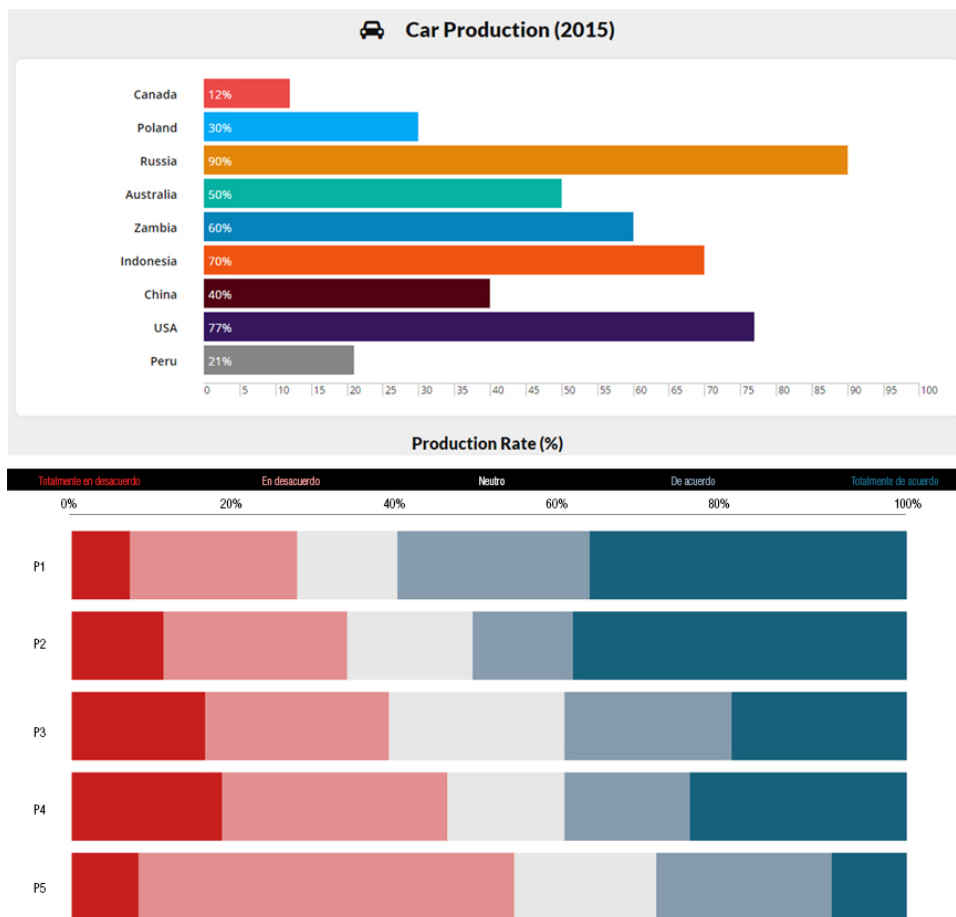 Car Production (2015)
Canada 12%
Poland 30%
Russia 90%
Australia 50%
Zambia 60%
Indonesia 70%
China 40%
USA 77%
Peru 21%
0 5 10 15 20 25 30 35 40 45 50 55 60 65 70 75 80 85 90 95 100
Production Rate (%)
Totalmente en desacuerdo En desacuerdo Neutro De acuerdo Totalmente de acuerdo
0% 20% 40% 60% 80% 100%
P1
P2
P3
P4
P5